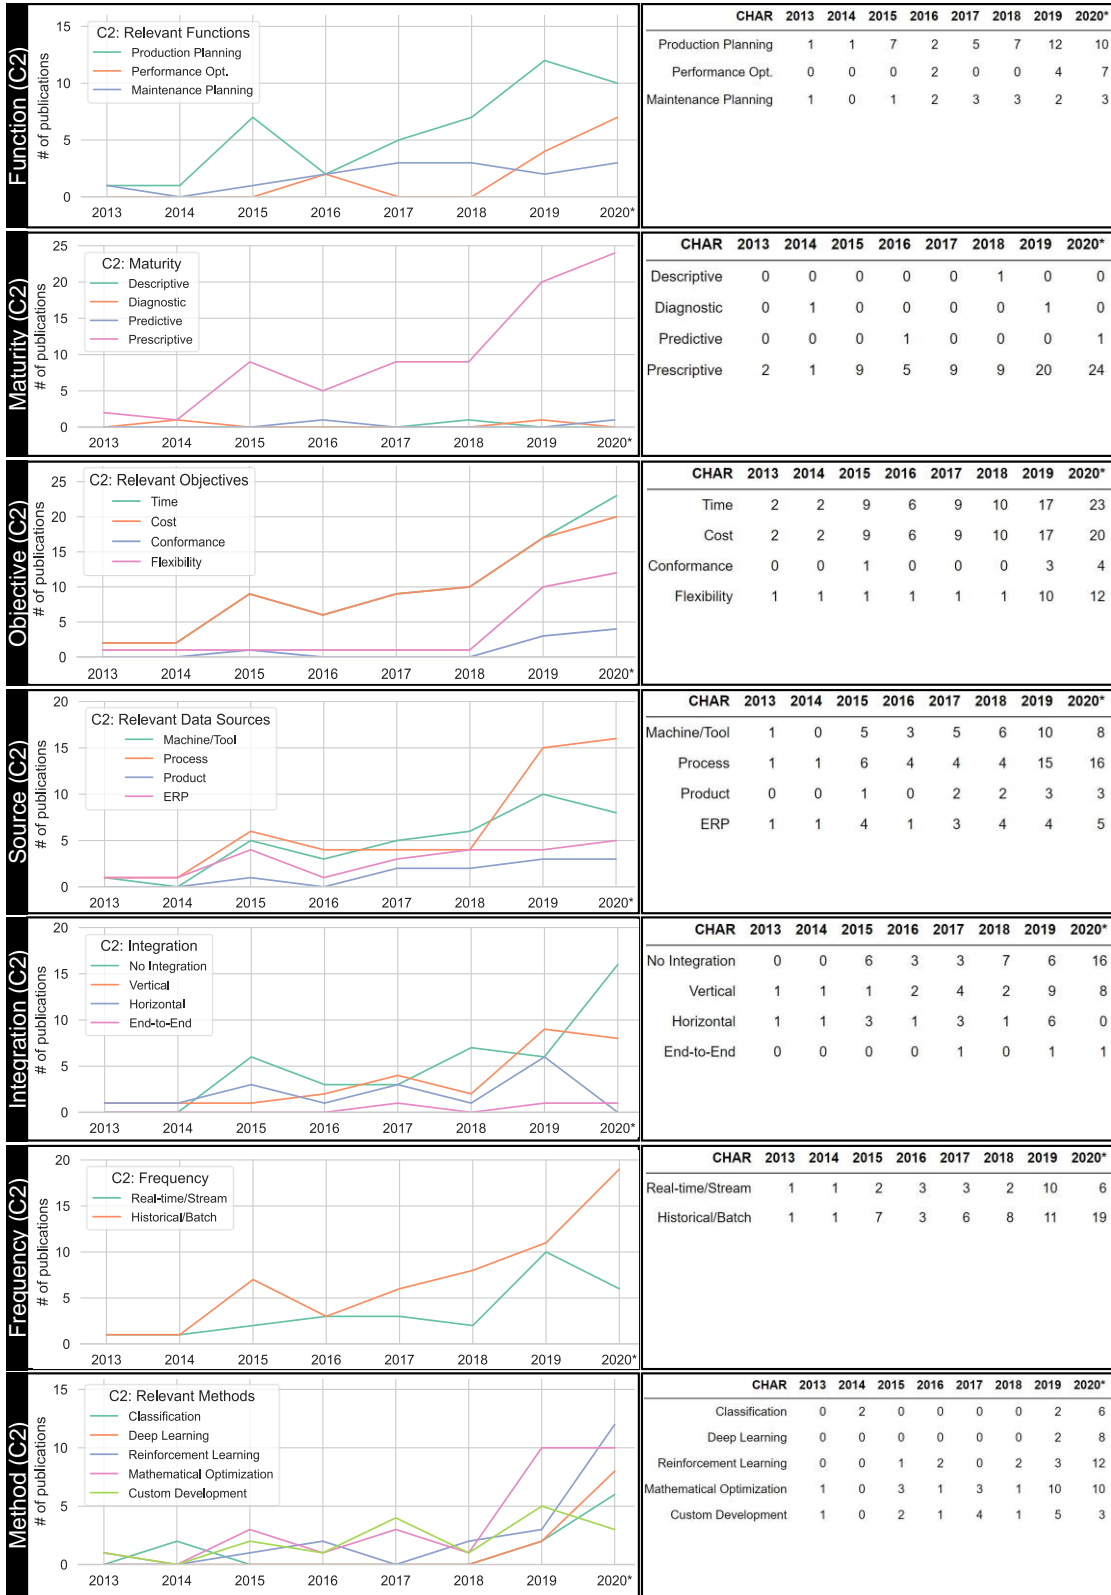 Function (C2)
# of publications
15
10
5
0
C2: Relevant Functions
Production Planning
Performance Opt.
Maintenance Planning
2013 2014 2015 2016 2017 2018 2019 2020*
CHAR 2013 2014 2015 2016 2017 2018 2019 2020*
Production Planning 1 1 7 2 5 7 12 10
Performance Opt. 0 0 0 2 0 0 4 7
Maintenance Planning 1 0 1 2 3 3 2 3
Maturity (C2)
# of publications
25
20
15
10
5
0
C2: Maturity
Descriptive
Diagnostic
Predictive
Prescriptive
2013 2014 2015 2016 2017 2018 2019 2020*
CHAR 2013 2014 2015 2016 2017 2018 2019 2020*
Descriptive 0 0 0 0 0 1 0 0
Diagnostic 0 1 0 0 0 0 1 0
Predictive 0 0 0 1 0 0 0 1
Prescriptive 2 1 9 5 9 9 20 24
Objective (C2)
# of publications
25
20
15
10
5
0
C2: Relevant Objectives
Time
Cost
Conformance
Flexibility
2013 2014 2015 2016 2017 2018 2019 2020*
CHAR 2013 2014 2015 2016 2017 2018 2019 2020*
Time 2 2 9 6 9 10 17 23
Cost 2 2 9 6 9 10 17 20
Conformance 0 0 1 0 0 0 3 4
Flexibility 1 1 1 1 1 1 10 12
Source (C2)
# of publications
20
15
10
5
0
C2: Relevant Data Sources
Machine/Tool
Process
Product
ERP
2013 2014 2015 2016 2017 2018 2019 2020*
CHAR 2013 2014 2015 2016 2017 2018 2019 2020*
Machine/Tool 1 0 5 3 5 6 10 8
Process 1 1 6 4 4 4 15 16
Product 0 0 1 0 2 2 3 3
ERP 1 1 4 1 3 4 4 5
Integration (C2)
# of publications
20
15
10
5
0
C2: Integration
No Integration
Vertical
Horizontal
End-to-End
2013 2014 2015 2016 2017 2018 2019 2020*
CHAR 2013 2014 2015 2016 2017 2018 2019 2020*
No Integration 0 0 6 3 3 7 6 16
Vertical 1 1 1 2 4 2 9 8
Horizontal 1 1 3 1 3 1 6 0
End-to-End 0 0 0 0 1 0 1 1
Frequency (C2)
# of publications
20
15
10
5
0
C2: Frequency
Real-time/Stream
Historical/Batch
2013 2014 2015 2016 2017 2018 2019 2020*
CHAR 2013 2014 2015 2016 2017 2018 2019 2020*
Real-time/Stream 1 1 2 3 3 2 10 6
Historical/Batch 1 1 7 3 6 8 11 19
Method (C2)
# of publications
15
10
5
0
C2: Relevant Methods
Classification
Deep Learning
Reinforcement Learning
Mathematical Optimization
Custom Development
2013 2014 2015 2016 2017 2018 2019 2020*
CHAR 2013 2014 2015 2016 2017 2018 2019 2020*
Classification 0 2 0 0 0 0 2 6
Deep Learning 0 0 0 0 0 0 2 8
Reinforcement Learning 0 0 1 2 0 2 3 12
Mathematical Optimization 1 0 3 1 3 1 10 10
Custom Development 1 0 2 1 4 1 5 3